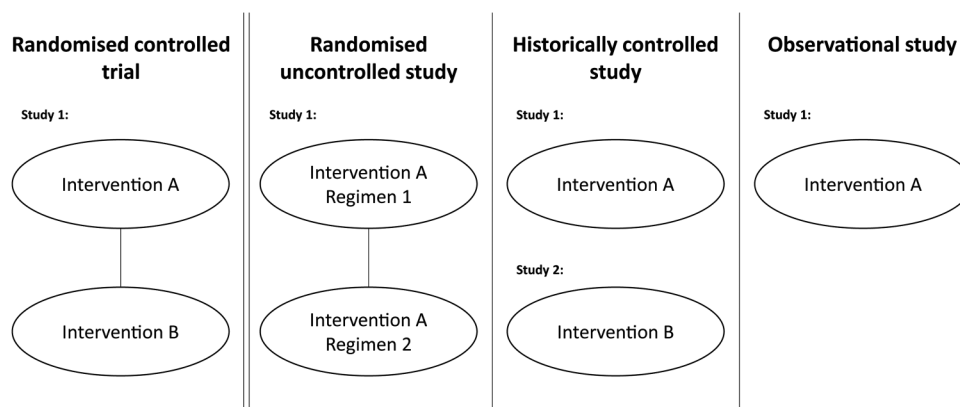 Randomised controlled
trial
Study 1:
Intervention A
Intervention B
Randomised
uncontrolled study
Study 1:
Intervention A
Regimen 1
Intervention A
Regimen 2
Historically controlled
study
Study 1:
Intervention A
Study 2:
Intervention B
Observational study
Study 1:
Intervention A